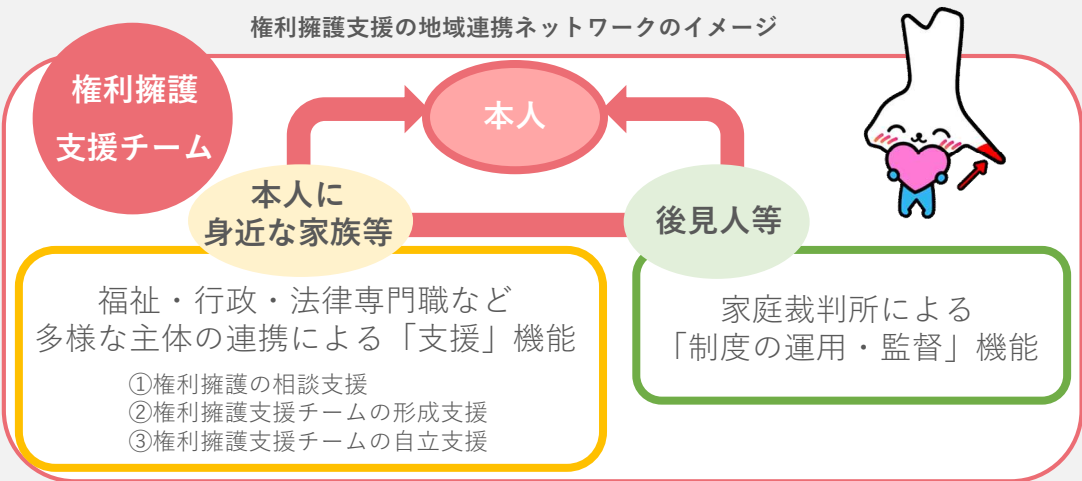 権利擁護支援の地域連携ネットワークのイメージ
権利擁護
支援チーム
本人
本人に
身近な家族等
後見人等
福祉・行政・法律専門職など
多様な主体の連携による「支援」機能
①権利擁護の相談支援
②権利擁護支援チームの形成支援
③権利擁護支援チームの自立支援
家庭裁判所による
「制度の運用・監督」機能